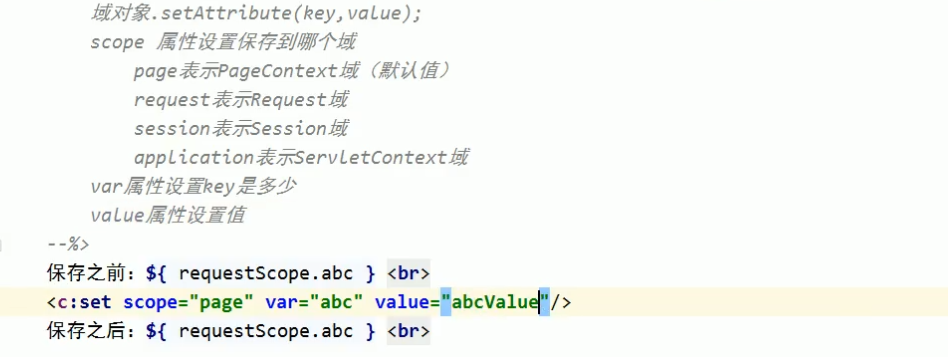 域对象.setAttribute(key,value);
scope 属性设置保存到哪个域
page表示PageContext域（默认值）
request表示Request域
session表示Session域
application表示ServletContext域
var属性设置key是多少
value属性设置值
--%>
保存之前：${ requestScope.abc } <br>
<c:set scope="page" var="abc" value="abcValue"/>
保存之后：${ requestScope.abc } <br>